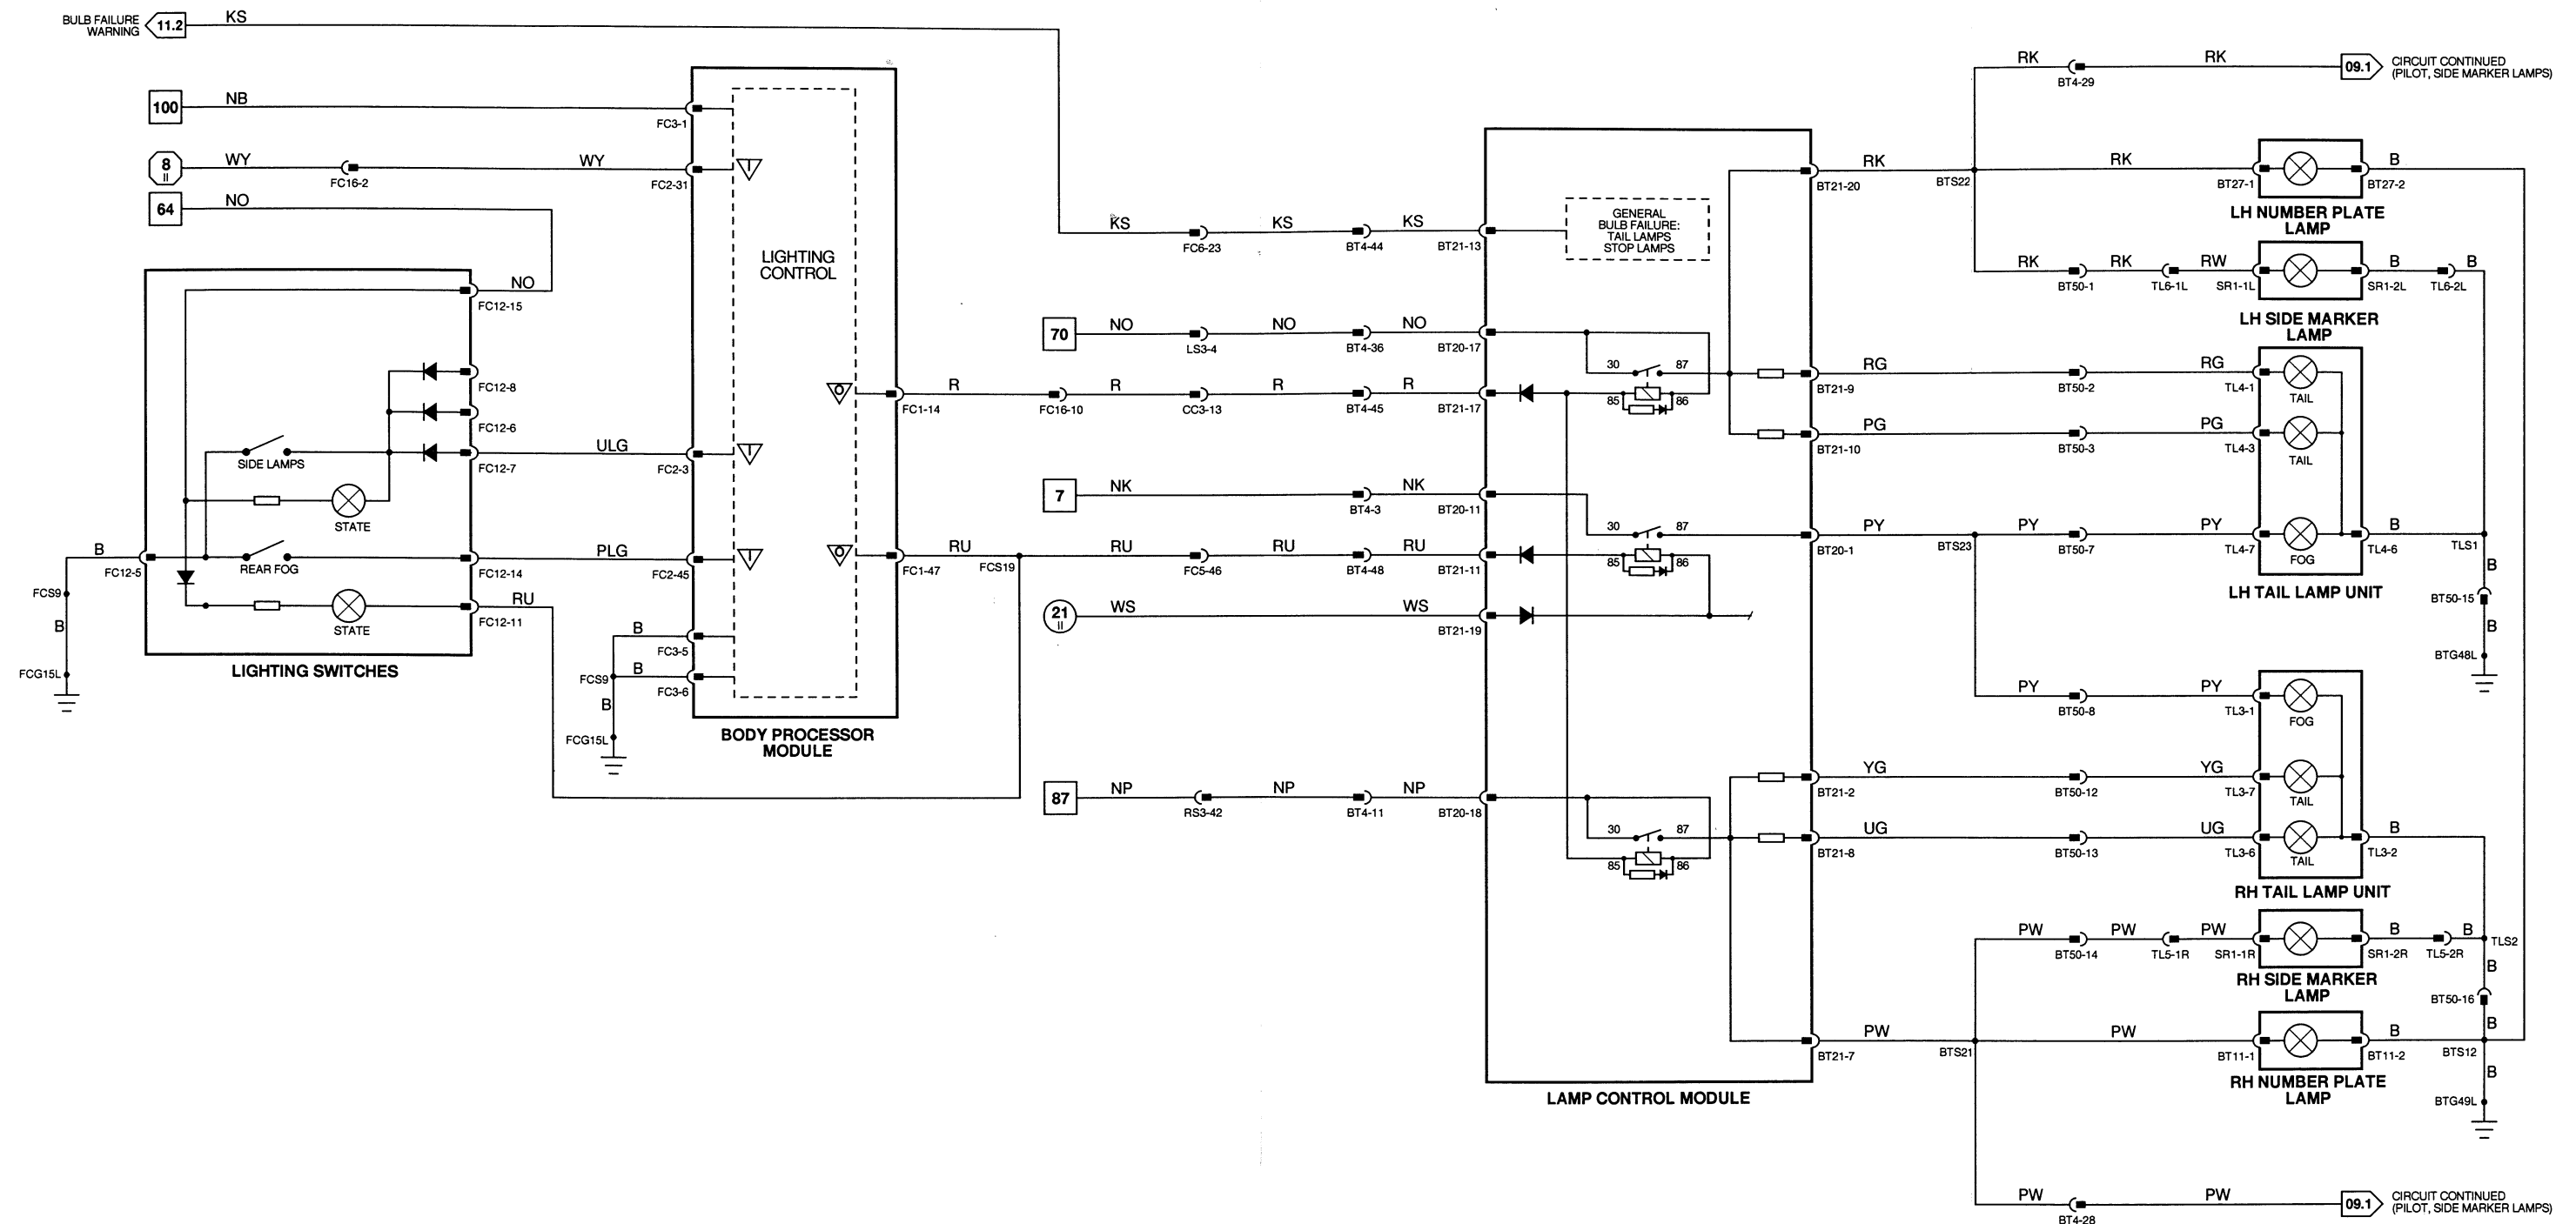 BULB FAILURE
WARNING
11.2
KS
100
NB
FC3-1
8
II
WY
FC16-2
WY
FC2-31
64
NO
NO
FC12-15
FC12-8
FC12-6
SIDE LAMPS
FC12-7
ULG
FC2-3
STATE
B
FC12-5
REAR FOG
FC12-14
PLG
FC2-45
FCS9
B
FCG15L
STATE
FC12-11
RU
LIGHTING SWITCHES
LIGHTING
CONTROL
O
FC1-14
O
FC1-47
B
FC3-5
FCS9
B
FC3-6
B
FCG15L
BODY PROCESSOR
MODULE
KS
FC6-23
KS
BT4-44
KS
BT21-13
GENERAL
BULB FAILURE:
TAIL LAMPS
STOP LAMPS
70
NO
LS3-4
NO
BT4-36
NO
BT20-17
30
87
85
86
R
FC16-10
R
CC3-13
R
BT4-45
R
BT21-17
7
NK
BT4-3
NK
BT20-11
30
87
85
86
RU
FCS19
RU
FC5-46
RU
BT4-48
RU
BT21-11
21
II
WS
WS
BT21-19
87
NP
RS3-42
NP
BT4-11
NP
BT20-18
30
87
85
86
LAMP CONTROL MODULE
BT21-20
RK
BTS22
RK
BT4-29
RK
09.1
CIRCUIT CONTINUED
(PILOT, SIDE MARKER LAMPS)
RK
BT27-1
B
BT27-2
LH NUMBER PLATE
LAMP
RK
BT50-1
RK
TL6-1L
RW
SR1-1L
B
SR1-2L
TL6-2L
B
LH SIDE MARKER
LAMP
BT21-9
RG
BT50-2
RG
TL4-1
TAIL
BT21-10
PG
BT50-3
PG
TL4-3
TAIL
BT20-1
PY
BTS23
PY
BT50-7
PY
TL4-7
FOG
TL4-6
B
TLS1
LH TAIL LAMP UNIT
B
BT50-15
B
BTG48L
PY
BT50-8
PY
TL3-1
FOG
BT21-2
YG
BT50-12
YG
TL3-7
TAIL
BT21-8
UG
BT50-13
UG
TL3-6
TAIL
TL3-2
B
RH TAIL LAMP UNIT
PW
BT50-14
PW
TL5-1R
PW
SR1-1R
B
SR1-2R
TL5-2R
B
TLS2
RH SIDE MARKER
LAMP
B
BT50-16
B
BT21-7
PW
BTS21
PW
BT11-1
B
BT11-2
BTS12
RH NUMBER PLATE
LAMP
B
BTG49L
PW
BT4-28
PW
09.1
CIRCUIT CONTINUED
(PILOT, SIDE MARKER LAMPS)